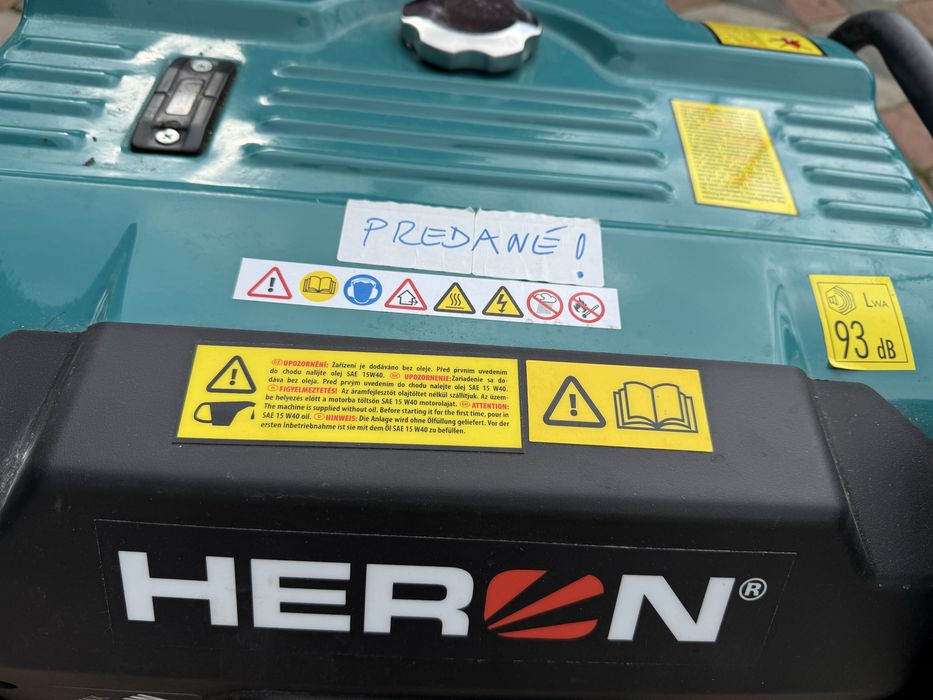 PREDANÉ!
LWA
93 dB
UPOZORNĚNÍ: Zařízení je dodáváno bez oleje. Před prvním uvedením
do chodu nalijte olej SAE 15W40. UPOZORNENIE: Zariadenie sa do-
dáva bez oleja. Pred prvým uvedením do chodu nalejte olej SAE 15 W40.
FIGYELMEZTETÉS! Az áramfejlesztőt olajtöltet nélkül szállítjuk. Az üzem-
be helyezés előtt a motorba töltsön SAE 15 W40 motorolajat. ATTENTION:
The machine is supplied without oil. Before starting it for the first time, pour in
SAE 15 W40 oil. HINWEIS: Die Anlage wird ohne Ölfüllung geliefert. Vor der
ersten Inbetriebnahme ist sie mit dem Öl SAE 15 W40 zu befüllen.
HERON®